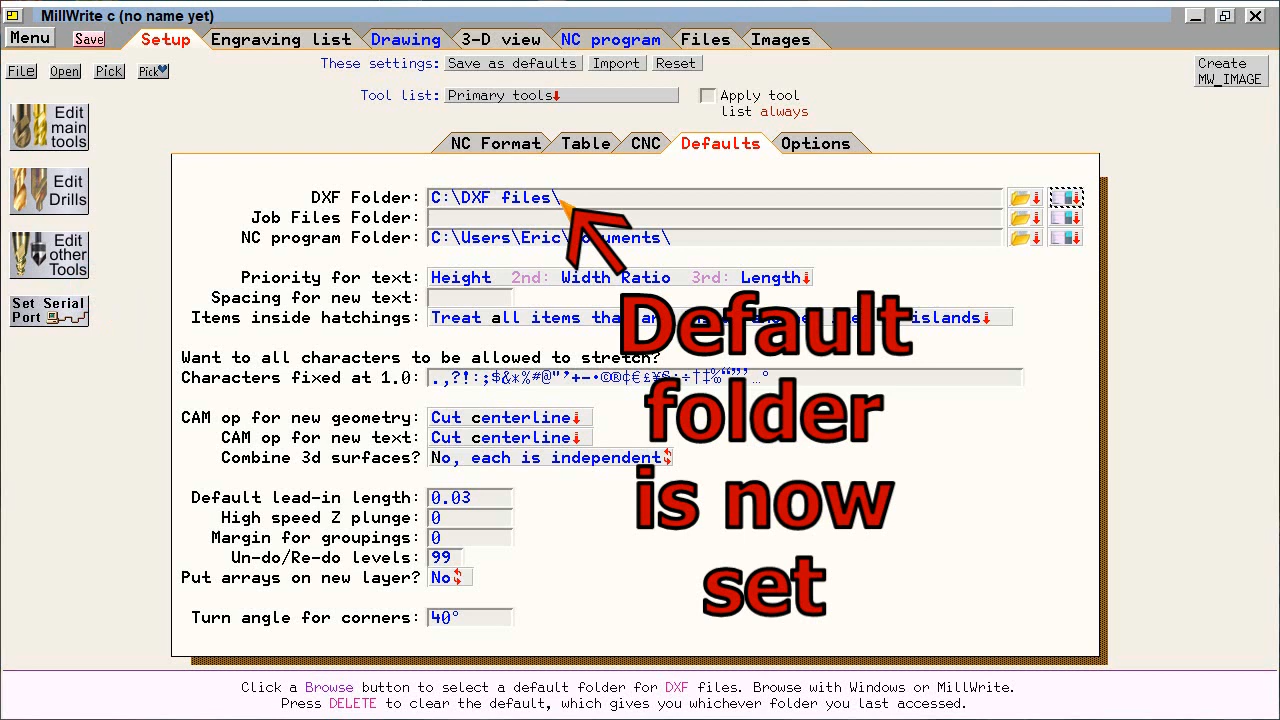 MillWrite c (no name yet)
Menu Save Setup Engraving list Drawing 3-D view NC program Files Images
File Open Pick Pick
These settings: Save as defaults Import Reset
Create
MW_IMAGE
Tool list: Primary tools
Apply tool
list always
Edit
main
tools
Edit
Drills
Edit
other
Tools
Set Serial
Port
NC Format Table CNC Defaults Options
DXF Folder: C:\DXF files\
Job Files Folder:
NC program Folder: C:\Users\Eric\
Priority for text: Height 2nd: Width Ratio 3rd: Length
Spacing for new text:
Items inside hatchings: Treat all items islands
Want to all characters to be allowed to stretch?
Characters fixed at 1.0: .,?!:;$&*%#@"'+-•©®¢€£¥
CAM op for new geometry: Cut centerline
CAM op for new text: Cut centerline
Combine 3d surfaces? No, each is independent
Default lead-in length: 0.03
High speed Z plunge: 0
Margin for groupings: 0
Un-do/Re-do levels: 99
Put arrays on new layer? No
Turn angle for corners: 40°
Default
folder
is now
set
Click a Browse button to select a default folder for DXF files. Browse with Windows or MillWrite.
Press DELETE to clear the default, which gives you whichever folder you last accessed.